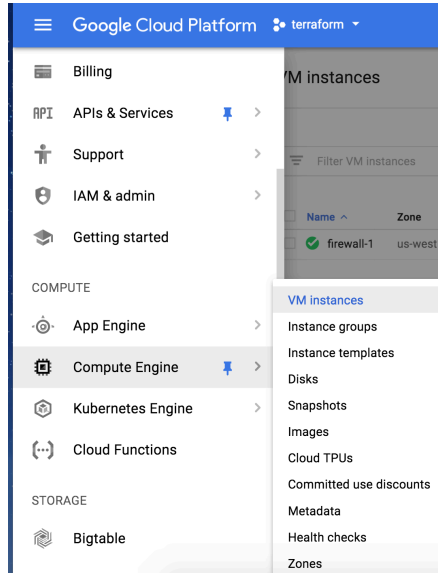 Google Cloud Platform
terraform
Billing
API APIs & Services
Support
IAM & admin
Getting started
COMPUTE
App Engine
Compute Engine
Kubernetes Engine
Cloud Functions
STORAGE
Bigtable
VM instances
Filter VM instances
Name Zone
firewall-1 us-west
VM instances
Instance groups
Instance templates
Disks
Snapshots
Images
Cloud TPUs
Committed use discounts
Metadata
Health checks
Zones